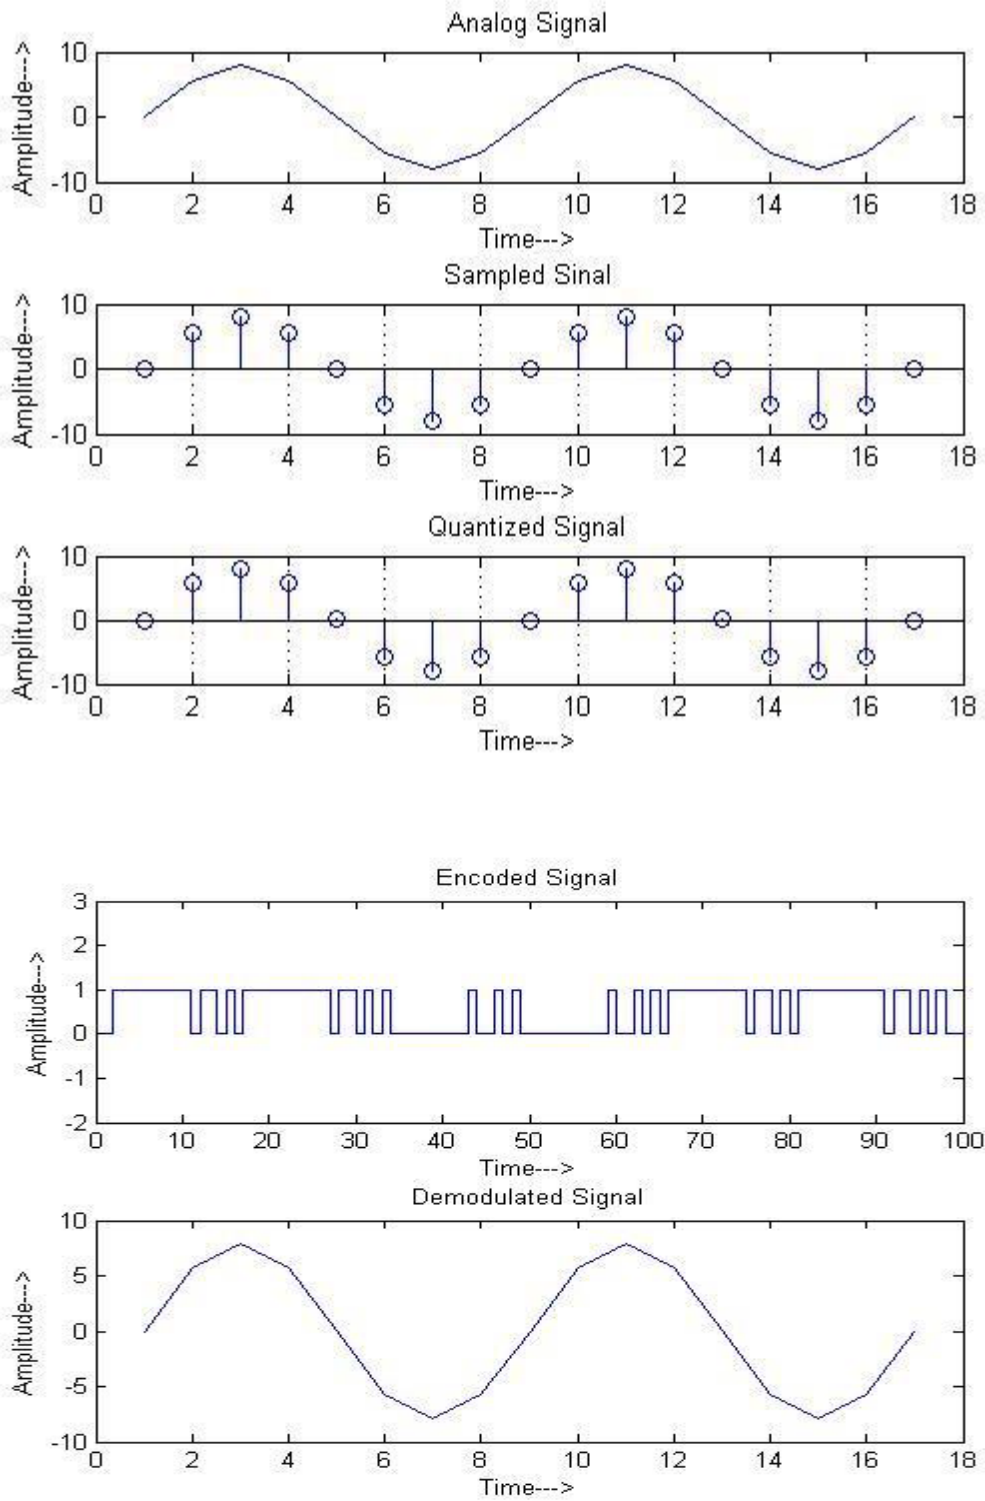 Analog Signal
Amplitude--->
10
0
-10
0 2 4 6 8 10 12 14 16 18
Time--->
Sampled Sinal
Amplitude--->
10
0
-10
0 2 4 6 8 10 12 14 16 18
Time--->
Quantized Signal
Amplitude--->
10
0
-10
0 2 4 6 8 10 12 14 16 18
Time--->
Encoded Signal
Amplitude--->
3
2
1
0
-1
-2
0 10 20 30 40 50 60 70 80 90 100
Time--->
Demodulated Signal
Amplitude--->
10
5
0
-5
-10
0 2 4 6 8 10 12 14 16 18
Time--->